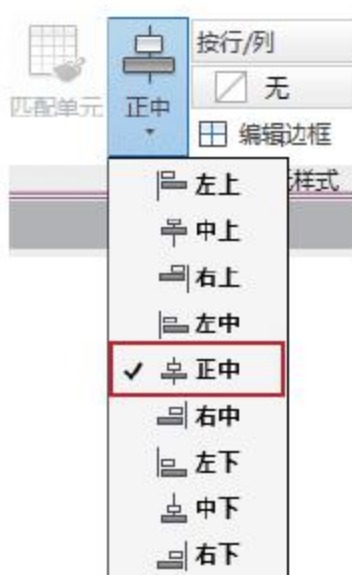 按行/列
匹配单元
正中
无
编辑边框
样式
左上
中上
右上
左中
正中
右中
左下
中下
右下